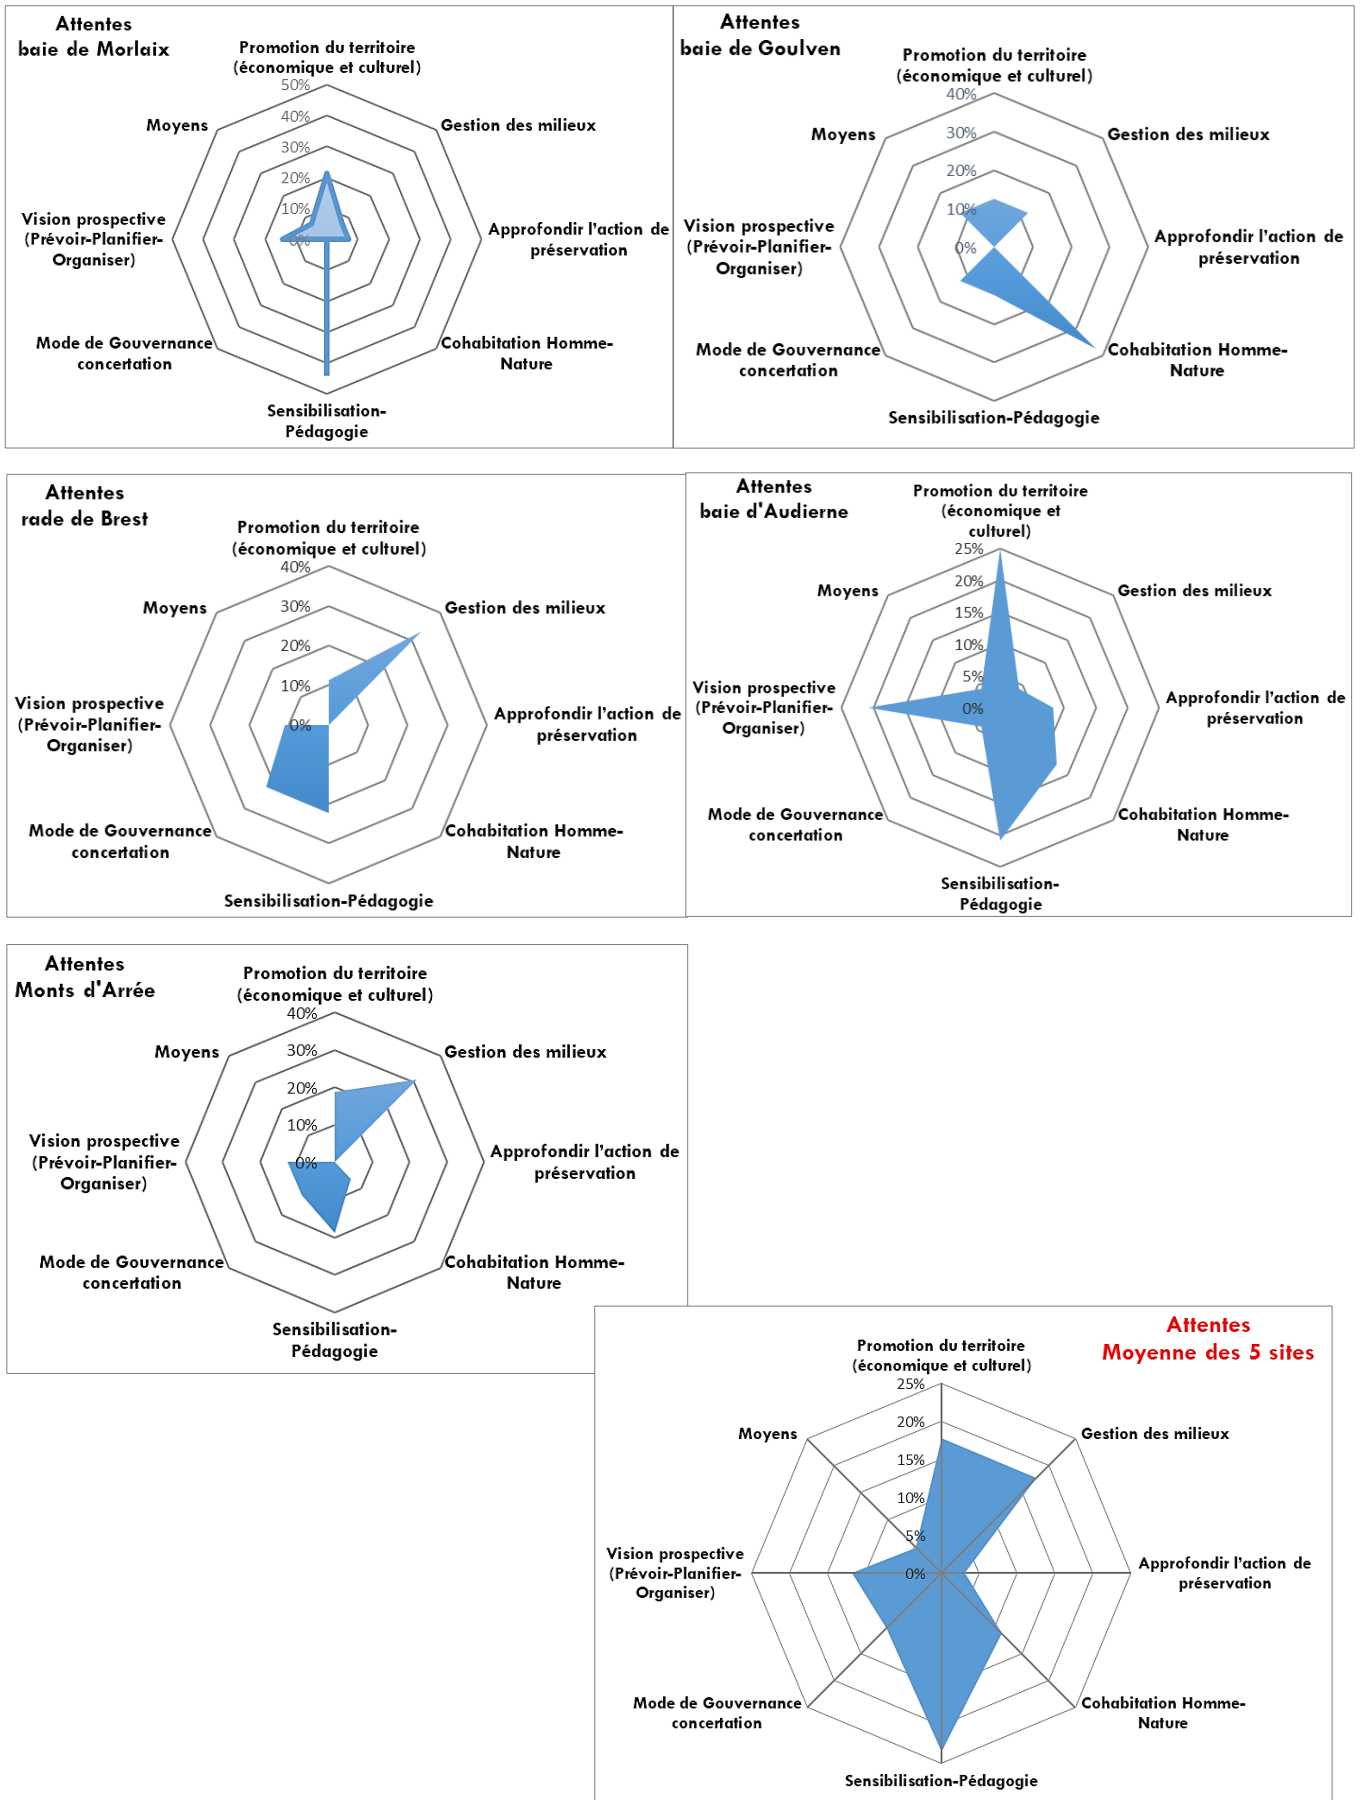 Attentes
baie de Morlaix
Promotion du territoire
(économique et culturel)
50%
40%
30%
20%
10%
0%
Gestion des milieux
Approfondir l'action de
préservation
Cohabitation Homme-
Nature
Sensibilisation-
Pédagogie
Mode de Gouvernance
concertation
Vision prospective
(Prévoir-Planifier-
Organiser)
Moyens
Attentes
baie de Goulven
Promotion du territoire
(économique et culturel)
40%
30%
20%
10%
0%
Gestion des milieux
Approfondir l'action de
préservation
Cohabitation Homme-
Nature
Sensibilisation-Pédagogie
Mode de Gouvernance
concertation
Vision prospective
(Prévoir-Planifier-
Organiser)
Moyens
Attentes
rade de Brest
Promotion du territoire
(économique et culturel)
40%
30%
20%
10%
0%
Gestion des milieux
Approfondir l'action de
préservation
Cohabitation Homme-
Nature
Sensibilisation-Pédagogie
Mode de Gouvernance
concertation
Vision prospective
(Prévoir-Planifier-
Organiser)
Moyens
Attentes
baie d'Audierne
Promotion du territoire
(économique et
culturel)
25%
20%
15%
10%
5%
0%
Gestion des milieux
Approfondir l'action de
préservation
Cohabitation Homme-
Nature
Sensibilisation-
Pédagogie
Mode de Gouvernance
concertation
Vision prospective
(Prévoir-Planifier-
Organiser)
Moyens
Attentes
Monts d'Arrée
Promotion du territoire
(économique et culturel)
40%
30%
20%
10%
0%
Gestion des milieux
Approfondir l'action de
préservation
Cohabitation Homme-
Nature
Sensibilisation-
Pédagogie
Mode de Gouvernance
concertation
Vision prospective
(Prévoir-Planifier-
Organiser)
Moyens
Attentes
Moyenne des 5 sites
Promotion du territoire
(économique et culturel)
25%
20%
15%
10%
5%
0%
Gestion des milieux
Approfondir l'action de
préservation
Cohabitation Homme-
Nature
Sensibilisation-Pédagogie
Mode de Gouvernance
concertation
Vision prospective
(Prévoir-Planifier-
Organiser)
Moyens